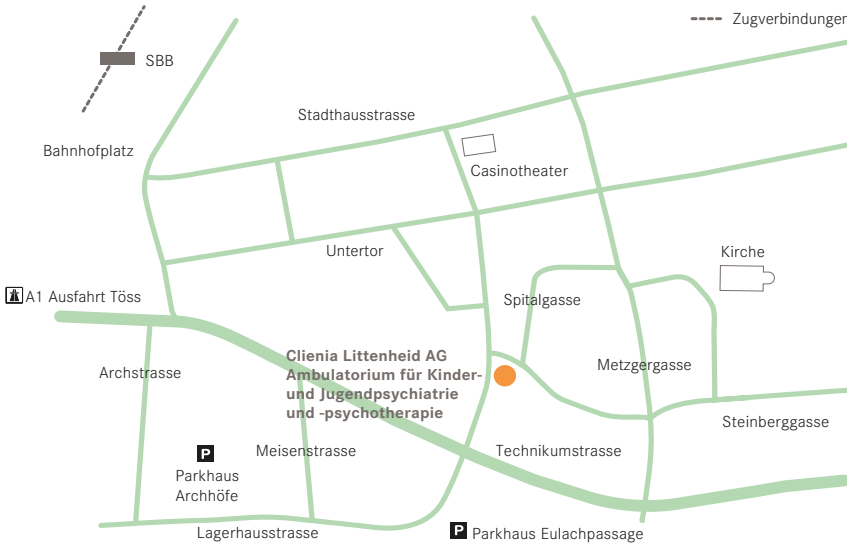 Zugverbindungen
SBB
Stadthausstrasse
Bahnhofplatz
Casinotheater
Untertor
Kirche
A1 Ausfahrt Töss
Spitalgasse
Clienia Littenheid AG
Ambulatorium für Kinder-
und Jugendpsychiatrie
und -psychotherapie
Metzgergasse
Archstrasse
Steinberggasse
P
Parkhaus
Archhöfe
Meisenstrasse
Technikumstrasse
Lagerhausstrasse
P Parkhaus Eulachpassage